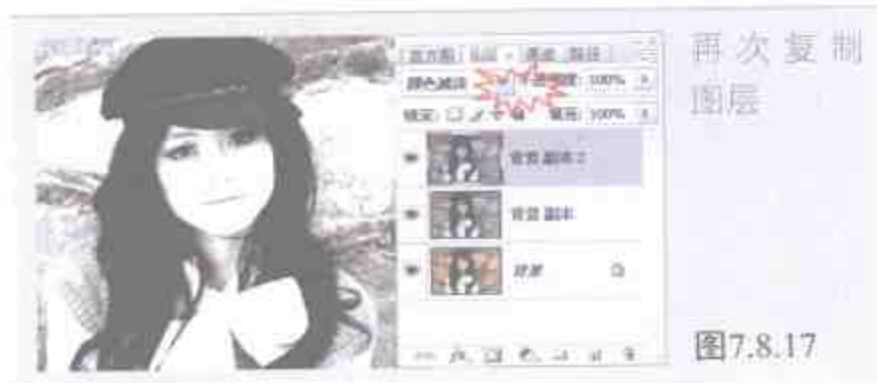 再次复制
图层
颜色减淡 不透明度: 100%
锁定: 填充: 100%
背景 副本 2
背景 副本
背景
图7.8.17